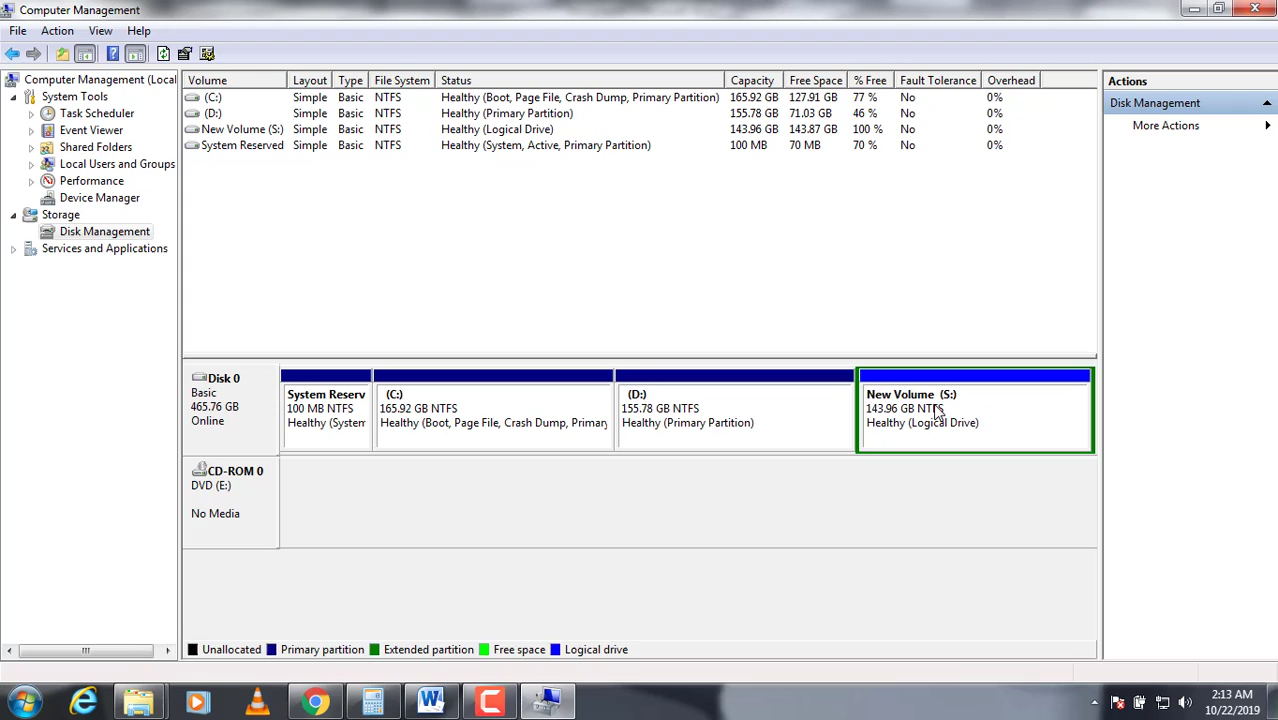 Computer Management
File Action View Help
Computer Management (Local
System Tools
Task Scheduler
Event Viewer
Shared Folders
Local Users and Groups
Performance
Device Manager
Storage
Disk Management
Services and Applications
Volume Layout Type File System Status Capacity Free Space % Free Fault Tolerance Overhead
(C:) Simple Basic NTFS Healthy (Boot, Page File, Crash Dump, Primary Partition) 165.92 GB 127.91 GB 77 % No 0%
(D:) Simple Basic NTFS Healthy (Primary Partition) 155.78 GB 71.03 GB 46 % No 0%
New Volume (S:) Simple Basic NTFS Healthy (Logical Drive) 143.96 GB 143.87 GB 100 % No 0%
System Reserved Simple Basic NTFS Healthy (System, Active, Primary Partition) 100 MB 70 MB 70 % No 0%
Disk 0
Basic
465.76 GB
Online
System Reserv
100 MB NTFS
Healthy (System
(C:)
165.92 GB NTFS
Healthy (Boot, Page File, Crash Dump, Primary
(D:)
155.78 GB NTFS
Healthy (Primary Partition)
New Volume (S:)
143.96 GB NTFS
Healthy (Logical Drive)
CD-ROM 0
DVD (E:)
No Media
Unallocated Primary partition Extended partition Free space Logical drive
Actions
Disk Management
More Actions
2:13 AM
10/22/2019